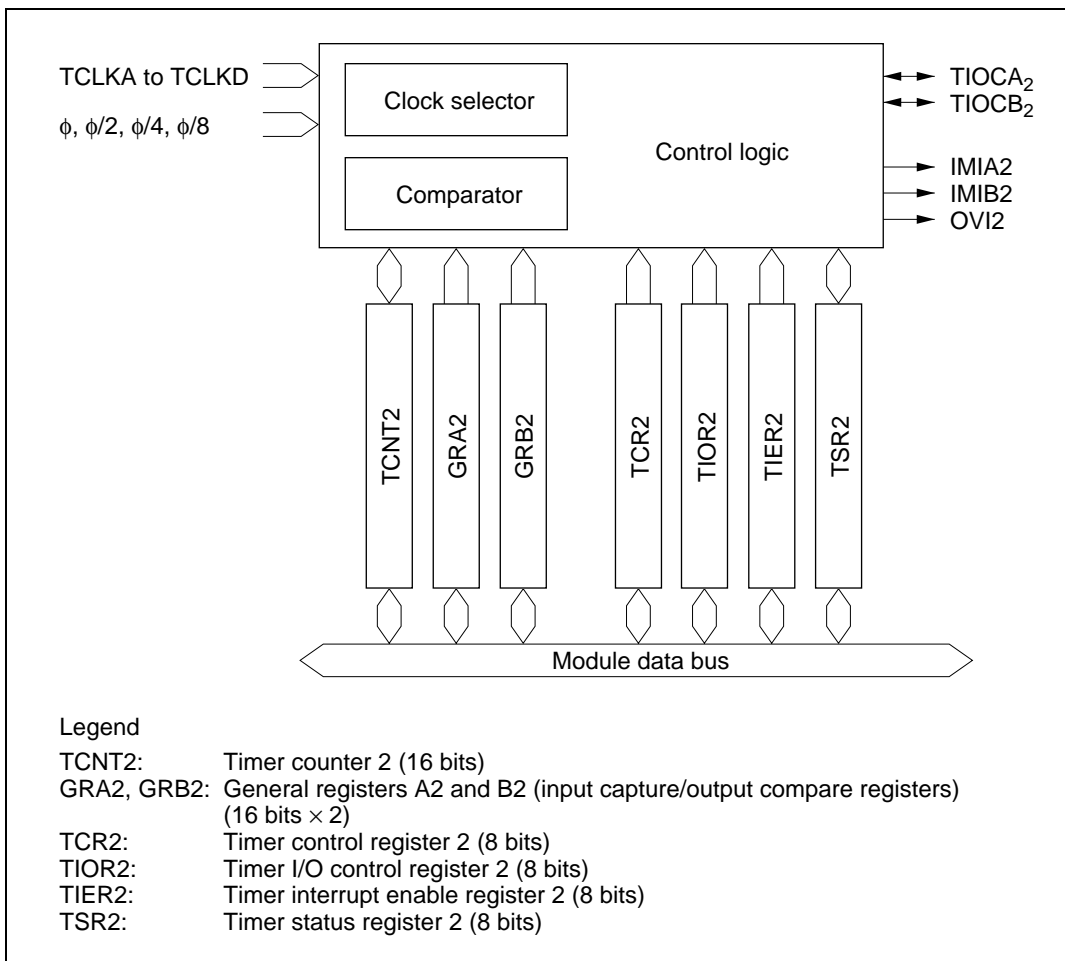 TCLKA to TCLKD
ϕ, ϕ/2, ϕ/4, ϕ/8
Clock selector
Comparator
Control logic
TIOCA₂
TIOCB₂
IMIA2
IMIB2
OVI2
TCNT2
GRA2
GRB2
TCR2
TIOR2
TIER2
TSR2
Module data bus
Legend
TCNT2: Timer counter 2 (16 bits)
GRA2, GRB2: General registers A2 and B2 (input capture/output compare registers)
(16 bits × 2)
TCR2: Timer control register 2 (8 bits)
TIOR2: Timer I/O control register 2 (8 bits)
TIER2: Timer interrupt enable register 2 (8 bits)
TSR2: Timer status register 2 (8 bits)